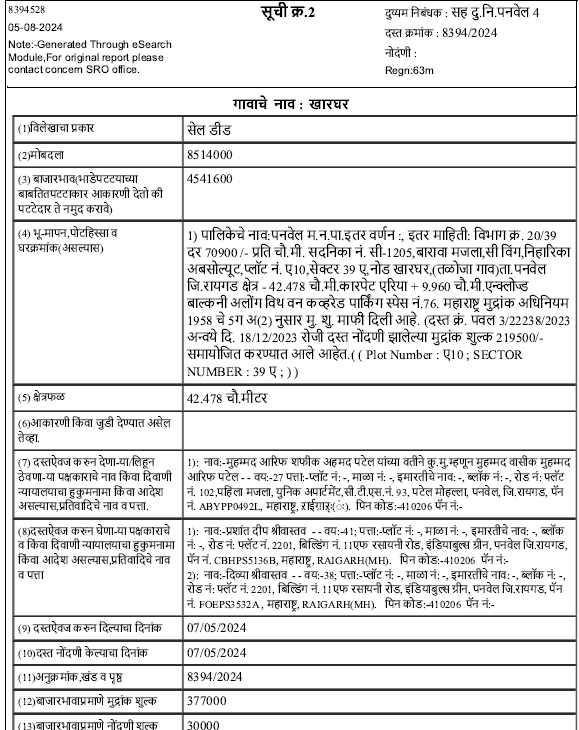 8394528
05-08-2024
Note:-Generated Through eSearch
Module,For original report please
contact concern SRO office.
सूची क्र.2
दुय्यम निबंधक : सह दु.नि.पनवेल 4
दस्त क्रमांक : 8394/2024
नोदंणी :
Regn:63m
गावाचे नाव : खारघर
(1)विलेखाचा प्रकार
सेल डीड
(2)मोबदला
8514000
(3) बाजारभाव(भाडेपटटयाच्या
बाबतितपटटाकार आकारणी देतो की
पटटेदार ते नमुद करावे)
4541600
(4) भू-मापन,पोटहिस्सा व
घरक्रमांक(असल्यास)
1) पालिकेचे नाव:पनवेल म.न.पा.इतर वर्णन :, इतर माहिती: विभाग क्र. 20/39
दर 70900 /- प्रति चौ.मी. सदनिका नं. सी-1205,बारावा मजला,सी विंग,निहारिका
अबसोल्यूट,प्लॉट नं. ए10,सेक्टर 39 ए,नोड खारघर,(तळोजा गाव)ता.पनवेल
जि.रायगड क्षेत्र - 42.478 चौ.मी.कारपेट एरिया + 9.960 चौ.मी.एन्क्लोज्ड
बाल्कनी अलोंग विथ वन कव्हरेड पार्किंग स्पेस नं.76. महाराष्ट्र मुद्रांक अधिनियम
1958 चे 5ग अ(2) नुसार मु. शु. माफी दिली आहे. (दस्त क्रं. पवल 3/22238/2023
अन्वये दि. 18/12/2023 रोजी दस्त नोंदणी झालेल्या मुद्रांक शुल्क 219500/-
समायोजित करण्यात आले आहेत.( ( Plot Number : ए10 ; SECTOR
NUMBER : 39 ए ; ) )
(5) क्षेत्रफळ
42.478 चौ.मीटर
(6)आकारणी किंवा जुडी देण्यात असेल
तेव्हा.
(7) दस्तऐवज करुन देणा-या/लिहून
ठेवणा-या पक्षकाराचे नाव किंवा दिवाणी
न्यायालयाचा हुकुमनामा किंवा आदेश
असल्यास,प्रतिवादिचे नाव व पत्ता.
1): नाव:-मुहम्मद आरिफ शफीक अहमद पटेल यांच्या वतीने कु.मु.म्हणून मुहम्मद वासीक मुहम्मद
आरिफ पटेल - - वय:-27 पत्ता:-प्लॉट नं: -, माळा नं: -, इमारतीचे नाव: -, ब्लॉक नं: -, रोड नं: फ्लॅट
नं. 102,पहिला मजला, युनिक अपार्टमेंट,सी.टी.एस.नं. 93, पटेल मोहल्ला, पनवेल, जि.रायगड, पॅन
नं. ABYPP0492L, महाराष्ट्र, पिन कोड:-410206 पॅन नं:-
(8)दस्तऐवज करुन घेणा-या पक्षकाराचे
व किंवा दिवाणी न्यायालयाचा हुकुमनामा
किंवा आदेश असल्यास,प्रतिवादिचे नाव
व पत्ता
1): नाव:-प्रशांत दीप श्रीवास्तव - - वय:-41; पत्ता:-प्लॉट नं: -, माळा नं: -, इमारतीचे नाव: -, ब्लॉक
नं: -, रोड नं: फ्लॅट नं. 2201, बिल्डिंग नं. 11एफ रसायनी रोड, इंडियाबुल्स ग्रीन, पनवेल जि.रायगड,
पॅन नं. CBHPS5136B, महाराष्ट्र, RAIGARH(MH). पिन कोड:-410206 पॅन नं:-
2): नाव:-दिव्या श्रीवास्तव - - वय:-38; पत्ता:-प्लॉट नं: -, माळा नं: -, इमारतीचे नाव: -, ब्लॉक नं: -,
रोड नं: फ्लॅट नं. 2201, बिल्डिंग नं. 11एफ रसायनी रोड, इंडियाबुल्स ग्रीन, पनवेल जि.रायगड, पॅन
नं. FOEPS3532A, महाराष्ट्र, RAIGARH(MH). पिन कोड:-410206 पॅन नं:-
(9) दस्तऐवज करुन दिल्याचा दिनांक
07/05/2024
(10)दस्त नोंदणी केल्याचा दिनांक
07/05/2024
(11)अनुक्रमांक,खंड व पृष्ठ
8394/2024
(12)बाजारभावाप्रमाणे मुद्रांक शुल्क
377000
(13)बाजारभावाप्रमाणे नोंदणी शुल्क
30000